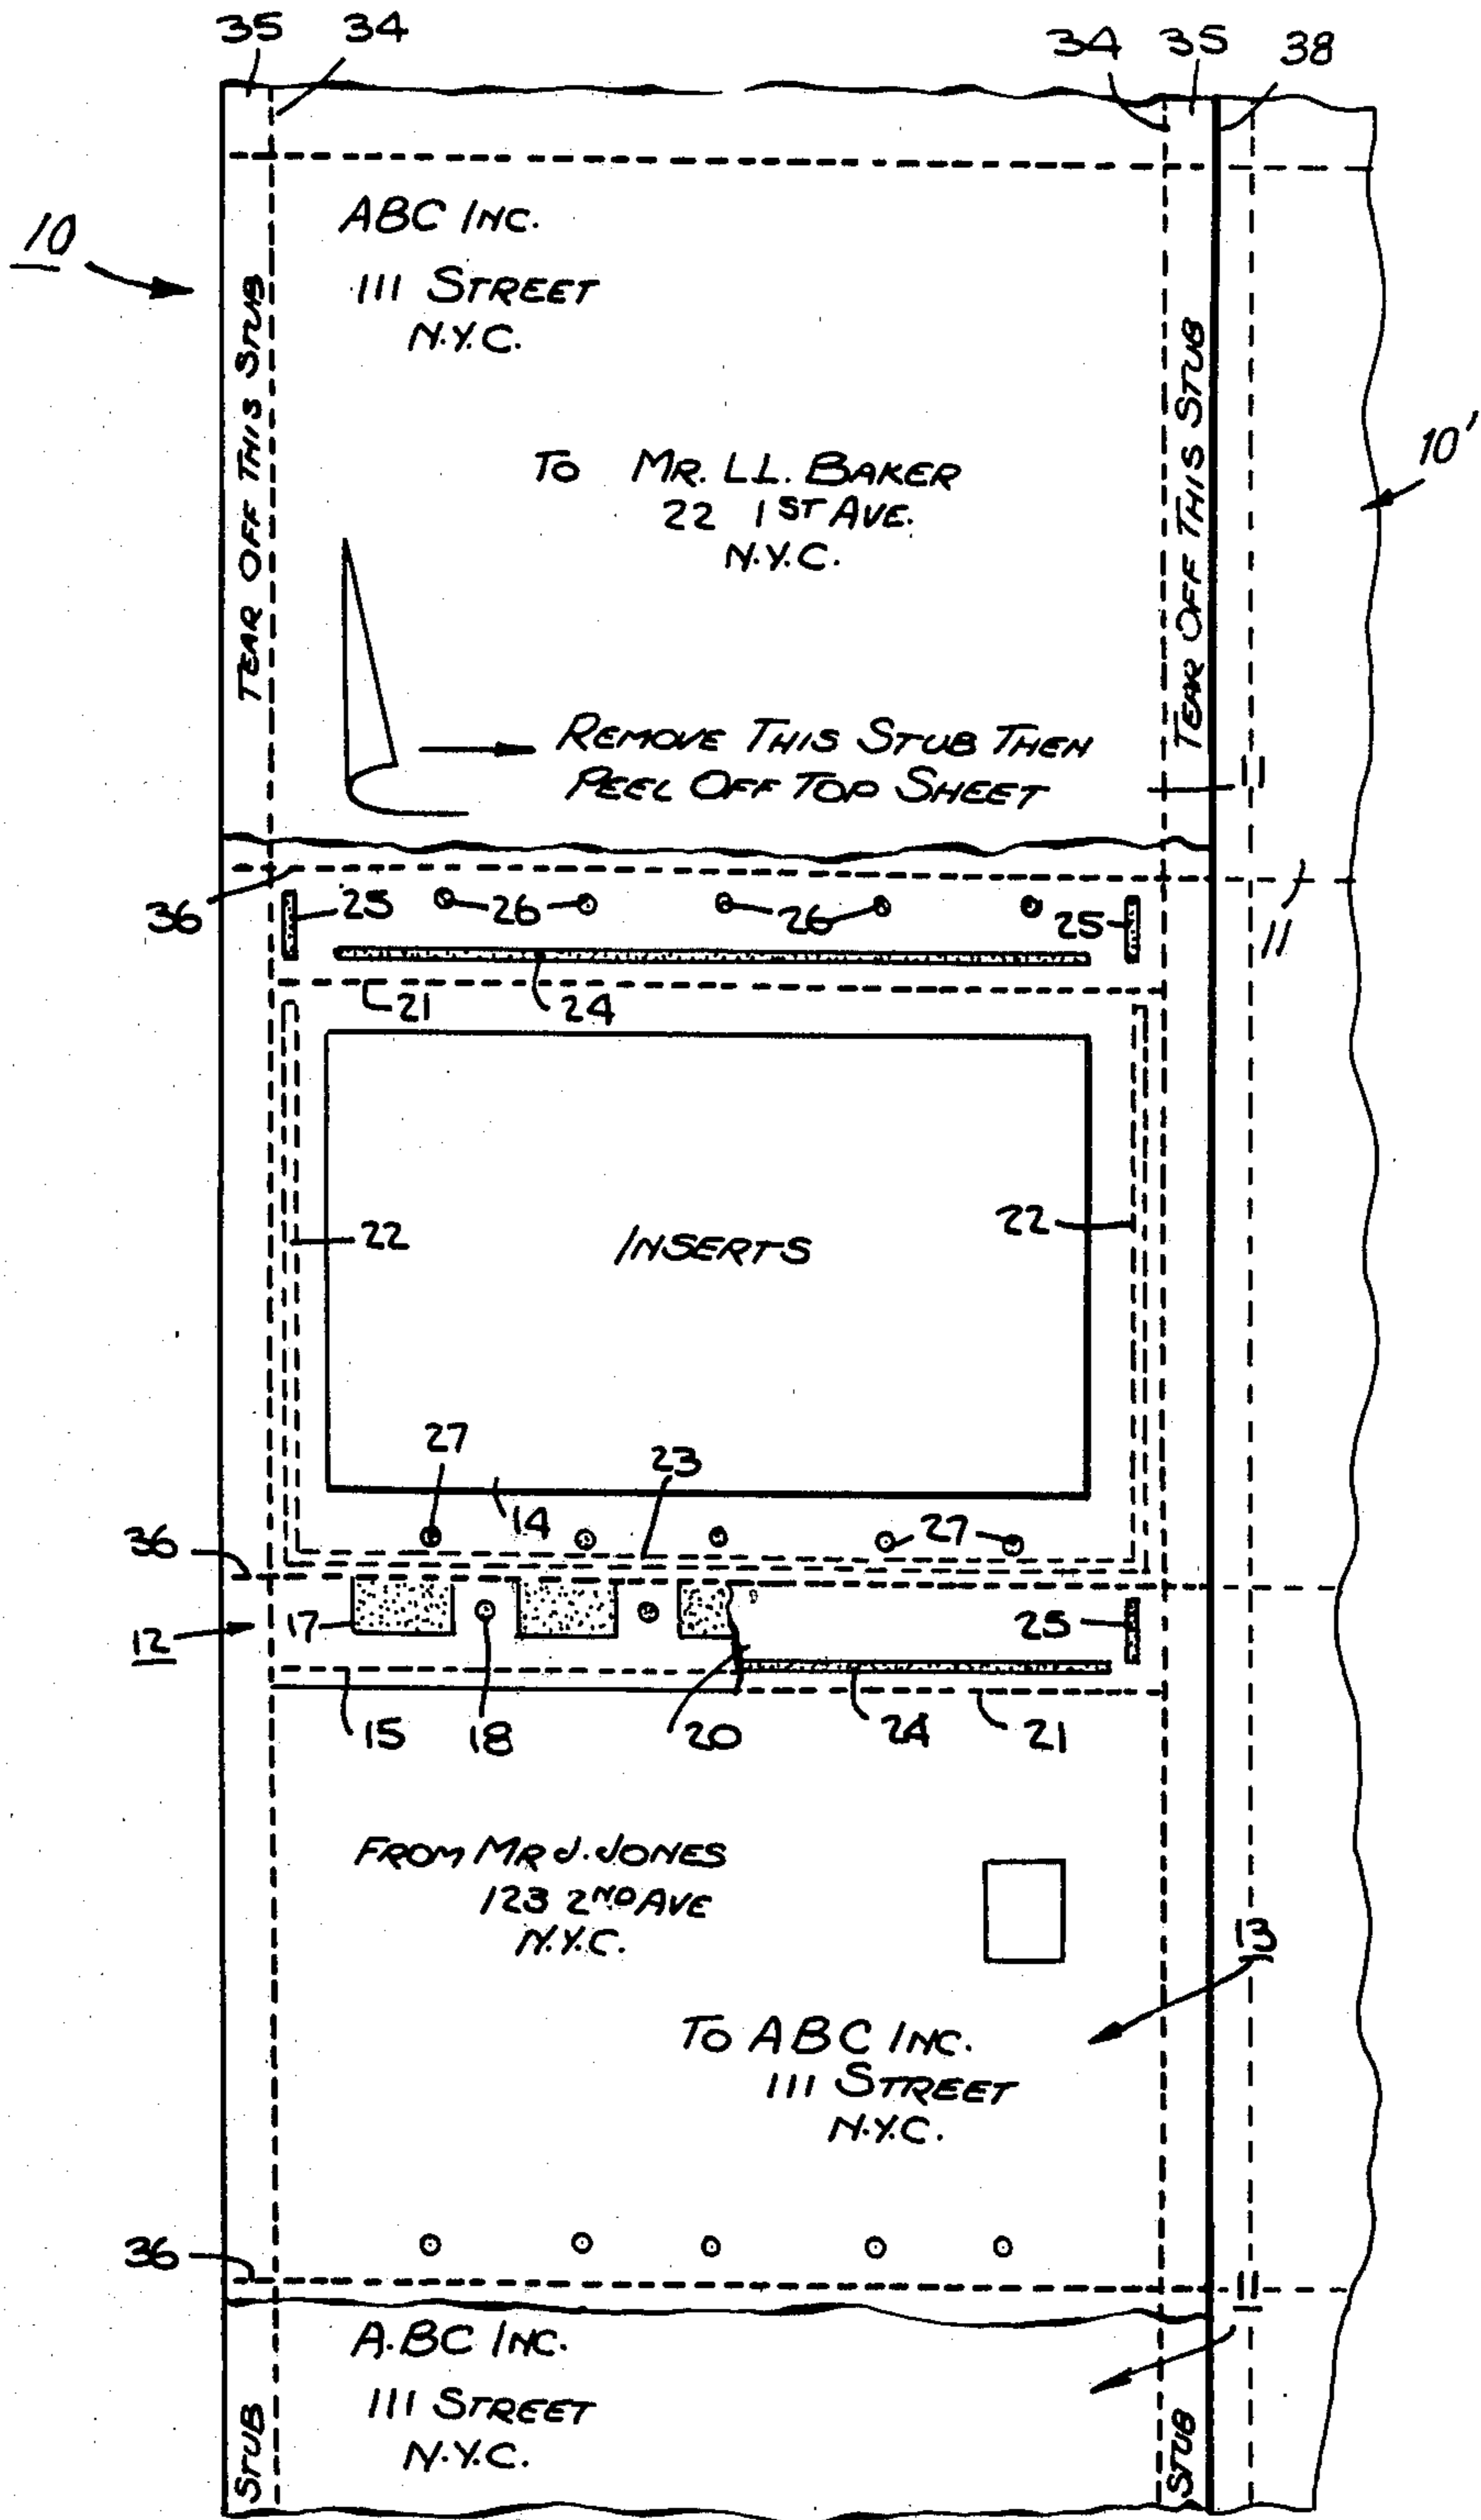 35 34 34 35 38
10
ABC INC.
111 STREET
N.Y.C.
TEAR OFF THIS STUB
TEAR OFF THIS STUB
10'
TO MR. LL. BAKER
22 1ST AVE.
N.Y.C.
REMOVE THIS STUB THEN
PEEL OFF TOP SHEET
11
36 25 26 26 25 11
21 24
22 INSERTS 22
27 23
14 27
36
12 17 25
15 18 20 24 21
FROM MR J. JONES
123 2ND AVE
N.Y.C.
13
TO ABC INC.
111 STREET
N.Y.C.
36
11
A.BC INC.
111 STREET
N.Y.C.
STUB
STUB